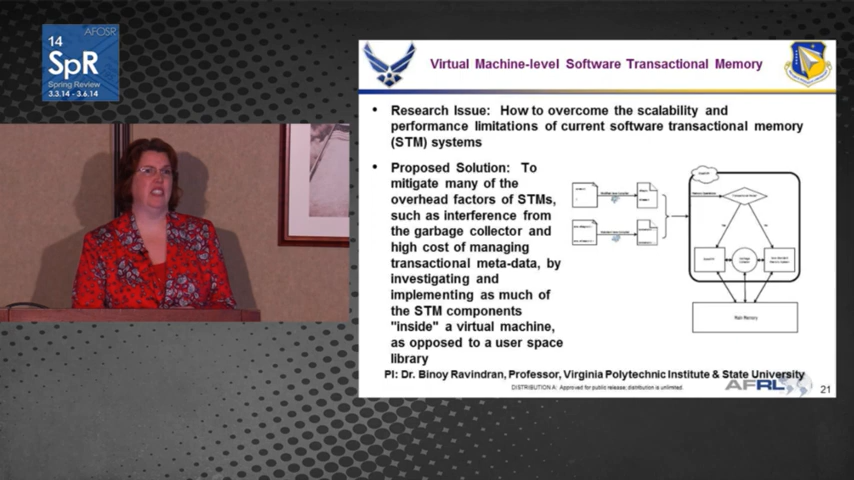 AFOSR
14
SpR
Spring Review
3.3.14 - 3.6.14
Virtual Machine-level Software Transactional Memory
• Research Issue: How to overcome the scalability and
performance limitations of current software transactional memory
(STM) systems
• Proposed Solution: To
mitigate many of the
overhead factors of STMs,
such as interference from
the garbage collector and
high cost of managing
transactional meta-data, by
investigating and
implementing as much of
the STM components
"inside" a virtual machine,
as opposed to a user space
library
Main Memory
PI: Dr. Binoy Ravindran, Professor, Virginia Polytechnic Institute & State University
DISTRIBUTION A: Approved for public release; distribution is unlimited.
AFRL
21